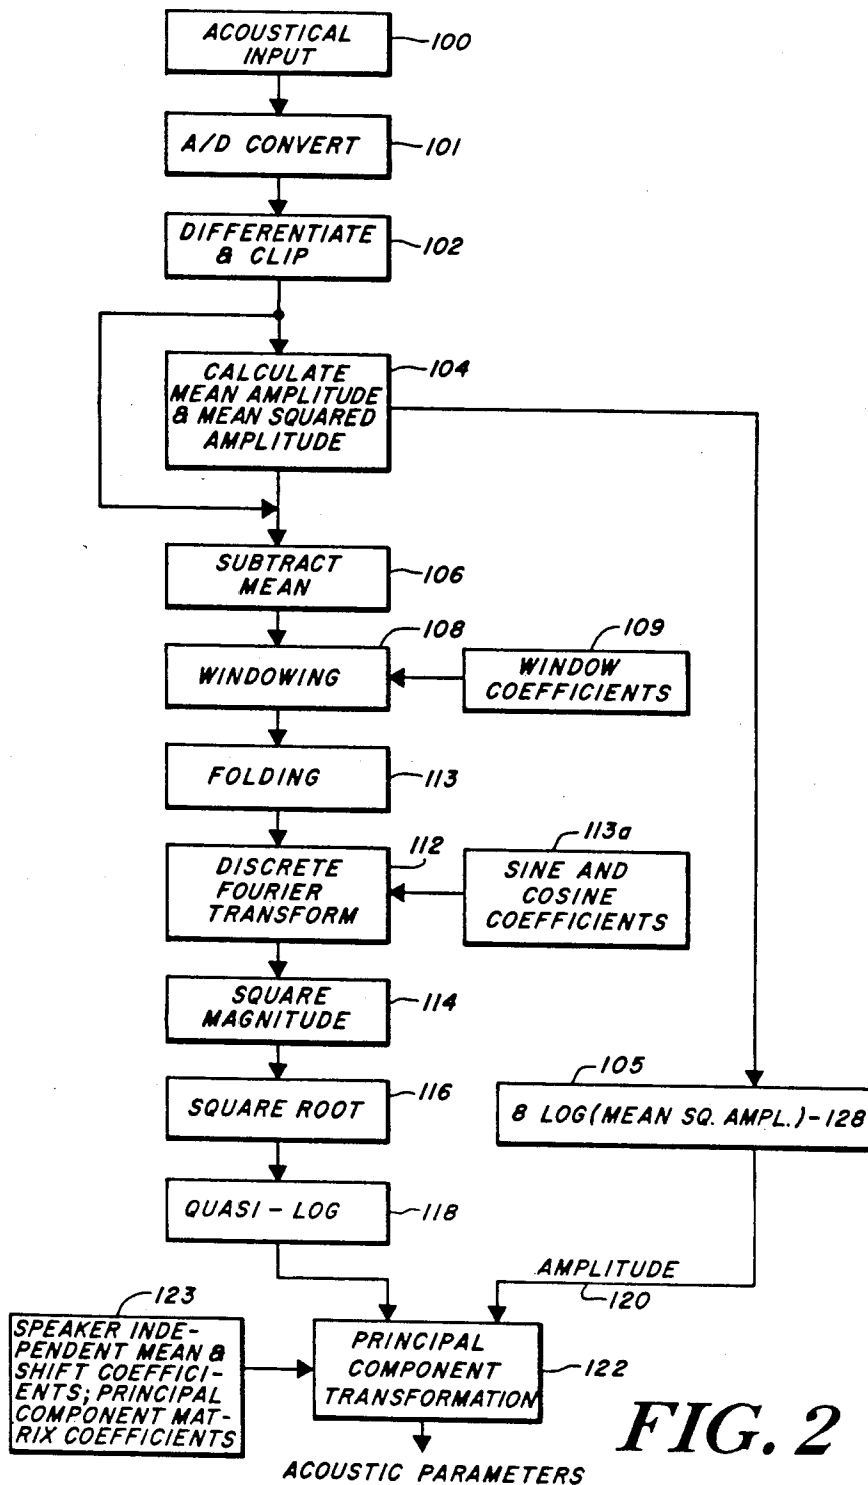 ACOUSTICAL
INPUT
100
A/D CONVERT
101
DIFFERENTIATE
& CLIP
102
CALCULATE
MEAN AMPLITUDE
& MEAN SQUARED
AMPLITUDE
104
SUBTRACT
MEAN
106
WINDOWING
108
WINDOW
COEFFICIENTS
109
FOLDING
113
DISCRETE
FOURIER
TRANSFORM
112
SINE AND
COSINE
COEFFICIENTS
113a
SQUARE
MAGNITUDE
114
SQUARE ROOT
116
8 LOG(MEAN SQ. AMPL.)-128
105
QUASI-LOG
118
AMPLITUDE
120
SPEAKER INDE-
PENDENT MEAN &
SHIFT COEFFICI-
ENTS; PRINCIPAL
COMPONENT MAT-
RIX COEFFICIENTS
123
PRINCIPAL
COMPONENT
TRANSFORMATION
122
ACOUSTIC PARAMETERS
FIG. 2